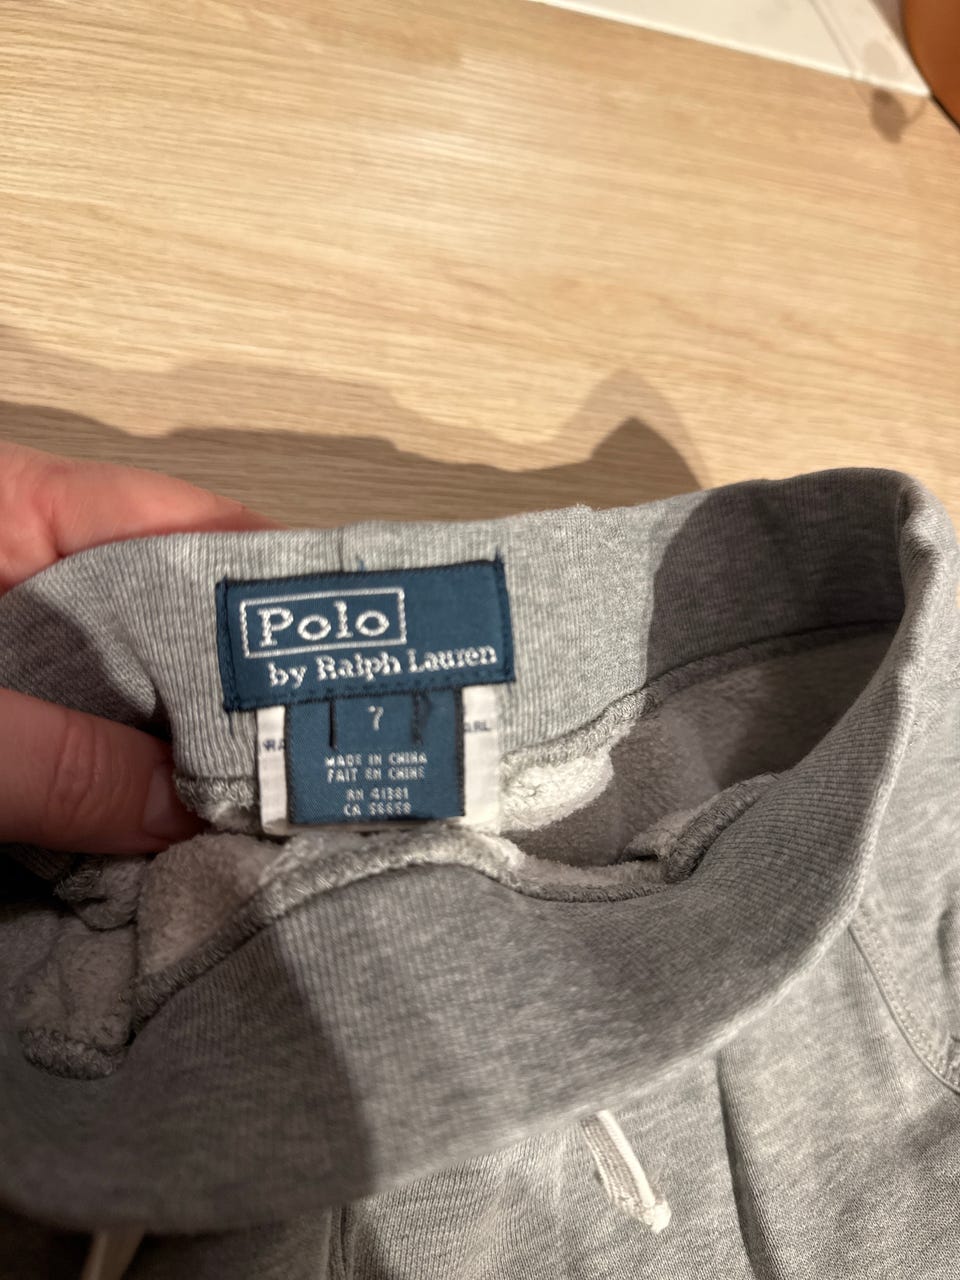 Polo
by Ralph Lauren
7
MADE IN CHINA
FAIT EN CHINE
RN 41381
CA 56658